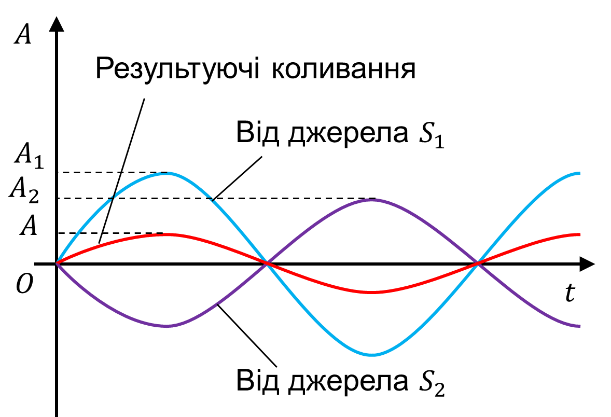 A
Результуючі коливання
Від джерела S₁
A₁
A₂
A
O
t
Від джерела S₂